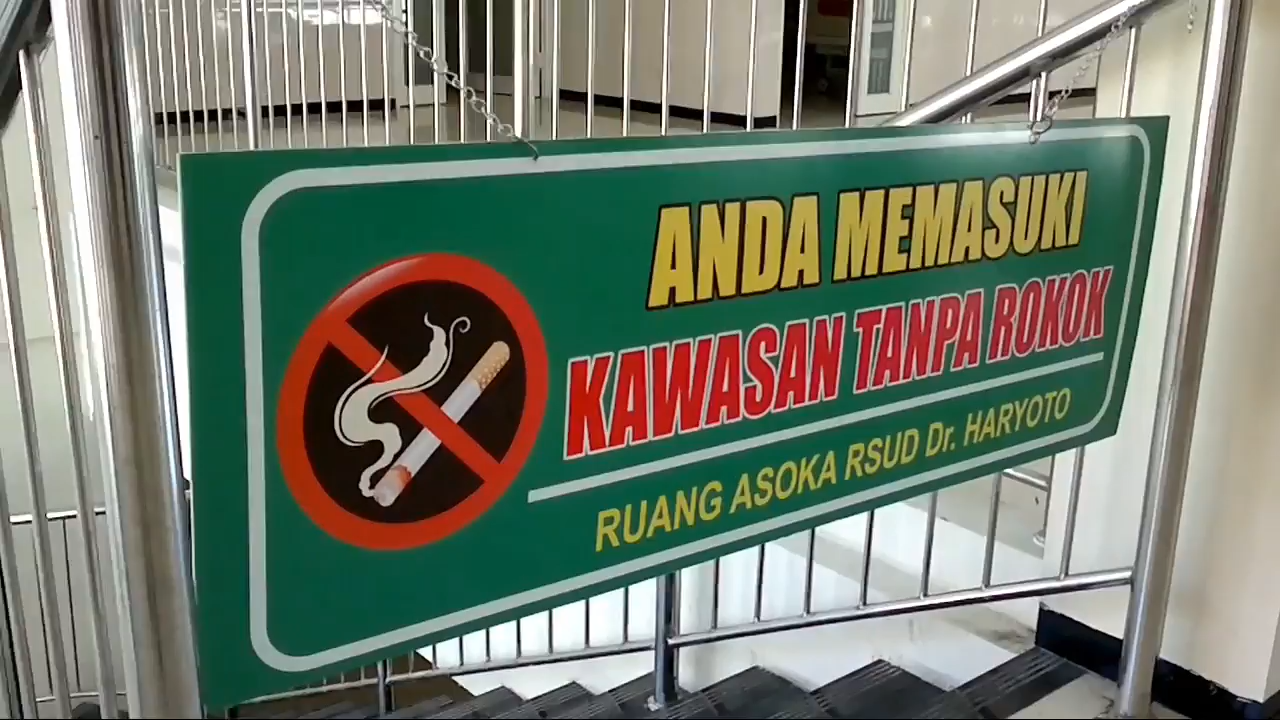 ANDA MEMASUKI
KAWASAN TANPA ROKOK
RUANG ASOKA RSUD Dr. HARYOTO